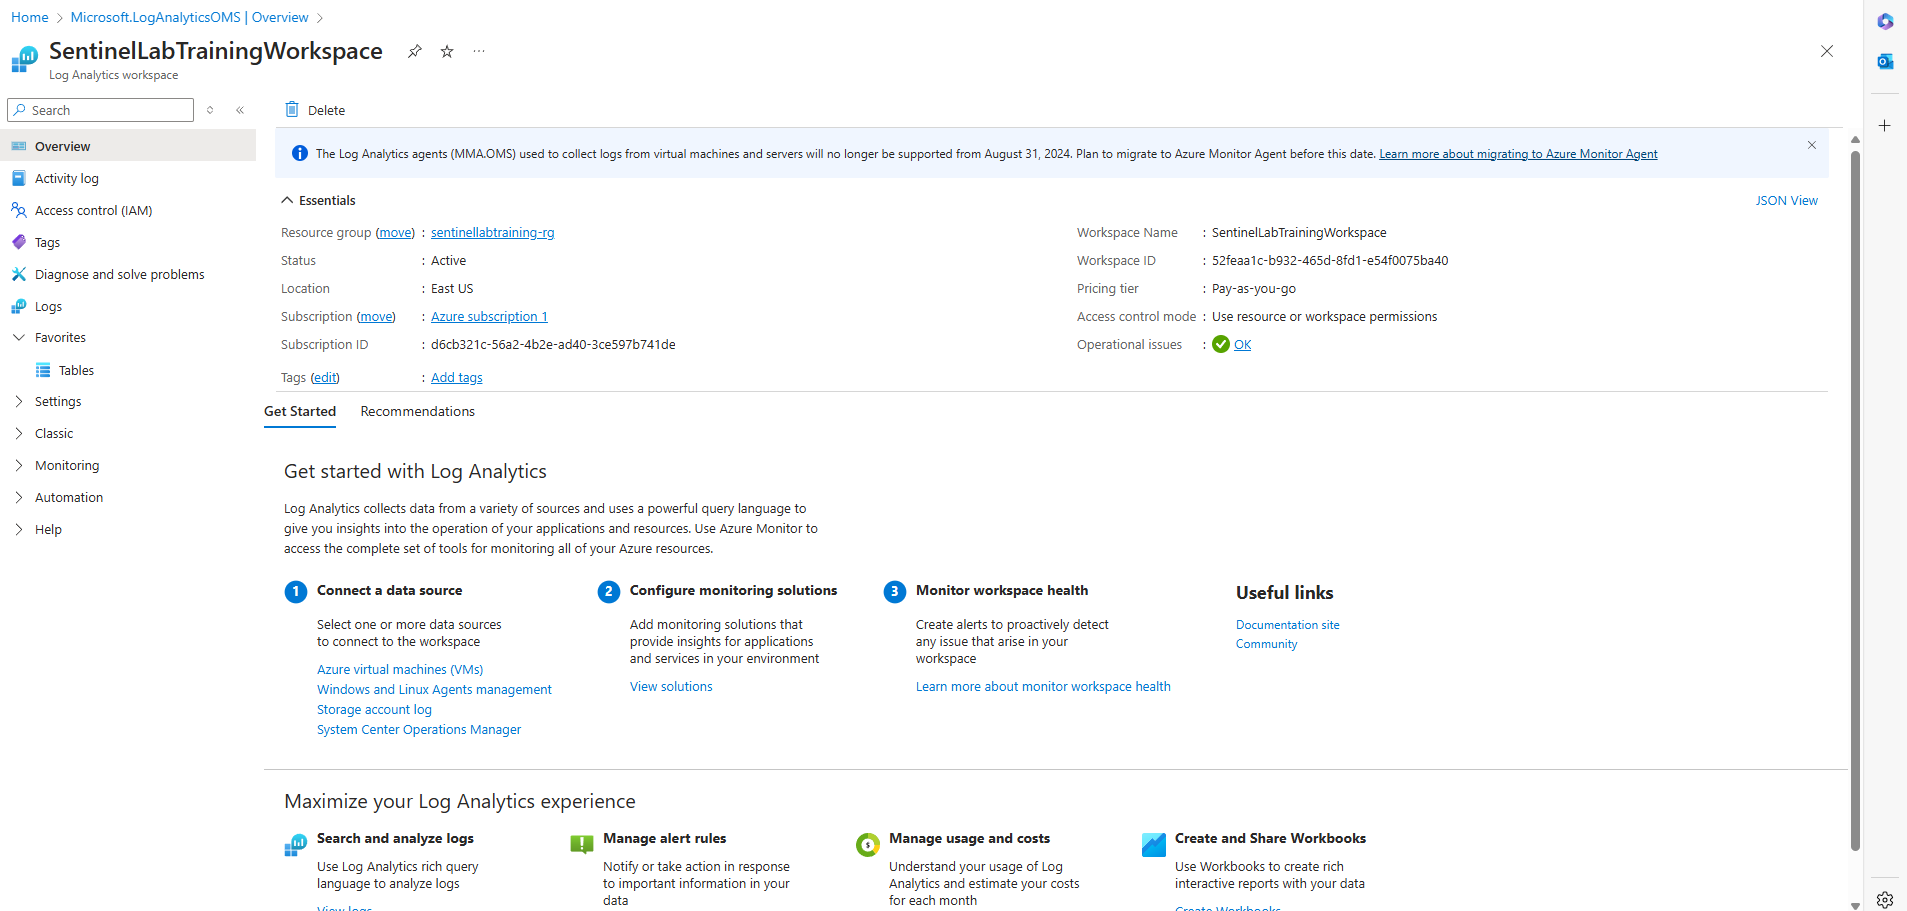 Home > Microsoft.LogAnalyticsOMS | Overview >
SentinelLabTrainingWorkspace
Log Analytics workspace
Search
Overview
Activity log
Access control (IAM)
Tags
Diagnose and solve problems
Logs
Favorites
Tables
Settings
Classic
Monitoring
Automation
Help
Delete
The Log Analytics agents (MMA,OMS) used to collect logs from virtual machines and servers will no longer be supported from August 31, 2024. Plan to migrate to Azure Monitor Agent before this date. Learn more about migrating to Azure Monitor Agent
Essentials
JSON View
Resource group (move) : sentinellabtraining-rg
Status : Active
Location : East US
Subscription (move) : Azure subscription 1
Subscription ID : d6cb321c-56a2-4b2e-ad40-3ce597b741de
Tags (edit) : Add tags
Workspace Name : SentinelLabTrainingWorkspace
Workspace ID : 52feaa1c-b932-465d-8fd1-e54f0075ba40
Pricing tier : Pay-as-you-go
Access control mode : Use resource or workspace permissions
Operational issues : OK
Get Started
Recommendations
Get started with Log Analytics
Log Analytics collects data from a variety of sources and uses a powerful query language to
give you insights into the operation of your applications and resources. Use Azure Monitor to
access the complete set of tools for monitoring all of your Azure resources.
1 Connect a data source
Select one or more data sources
to connect to the workspace
Azure virtual machines (VMs)
Windows and Linux Agents management
Storage account log
System Center Operations Manager
2 Configure monitoring solutions
Add monitoring solutions that
provide insights for applications
and services in your environment
View solutions
3 Monitor workspace health
Create alerts to proactively detect
any issue that arise in your
workspace
Learn more about monitor workspace health
Useful links
Documentation site
Community
Maximize your Log Analytics experience
Search and analyze logs
Use Log Analytics rich query
language to analyze logs
View logs
Manage alert rules
Notify or take action in response
to important information in your
data
Manage usage and costs
Understand your usage of Log
Analytics and estimate your costs
for each month
Create and Share Workbooks
Use Workbooks to create rich
interactive reports with your data
Create Workbooks